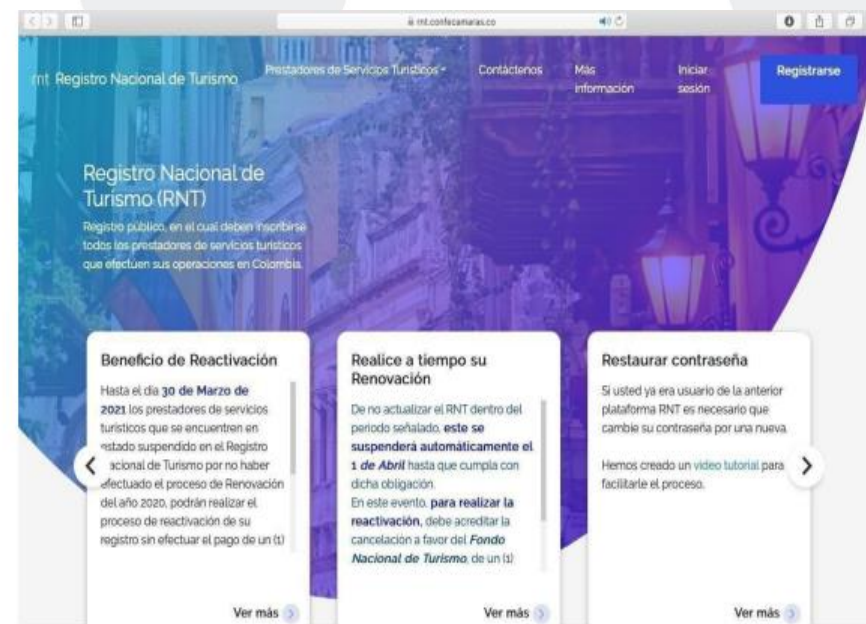 rnt.confecamaras.co
rnt Registro Nacional de Turismo
Prestadores de Servicios Turísticos
Contáctenos
Más
información
Iniciar
sesión
Registrarse
Registro Nacional de
Turismo (RNT)
Registro público, en el cual deben inscribirse
todos los prestadores de servicios turísticos
que efectuen sus operaciones en Colombia.
Beneficio de Reactivación
Hasta el día 30 de Marzo de
2021 los prestadores de servicios
turísticos que se encuentren en
estado suspendido en el Registro
Nacional de Turismo por no haber
efectuado el proceso de Renovación
del año 2020, podrán realizar el
proceso de reactivación de su
registro sin efectuar el pago de un (1)
Ver más
Realice a tiempo su
Renovación
De no actualizar el RNT dentro del
periodo señalado, este se
suspenderá automáticamente el
1 de Abril hasta que cumpla con
dicha obligación.
En este evento, para realizar la
reactivación, debe acreditar la
cancelación a favor del Fondo
Nacional de Turismo, de un (1)
Ver más
Restaurar contraseña
Si usted ya era usuario de la anterior
plataforma RNT es necesario que
cambie su contraseña por una nueva.
Hemos creado un video tutorial para
facilitarle el proceso.
Ver más